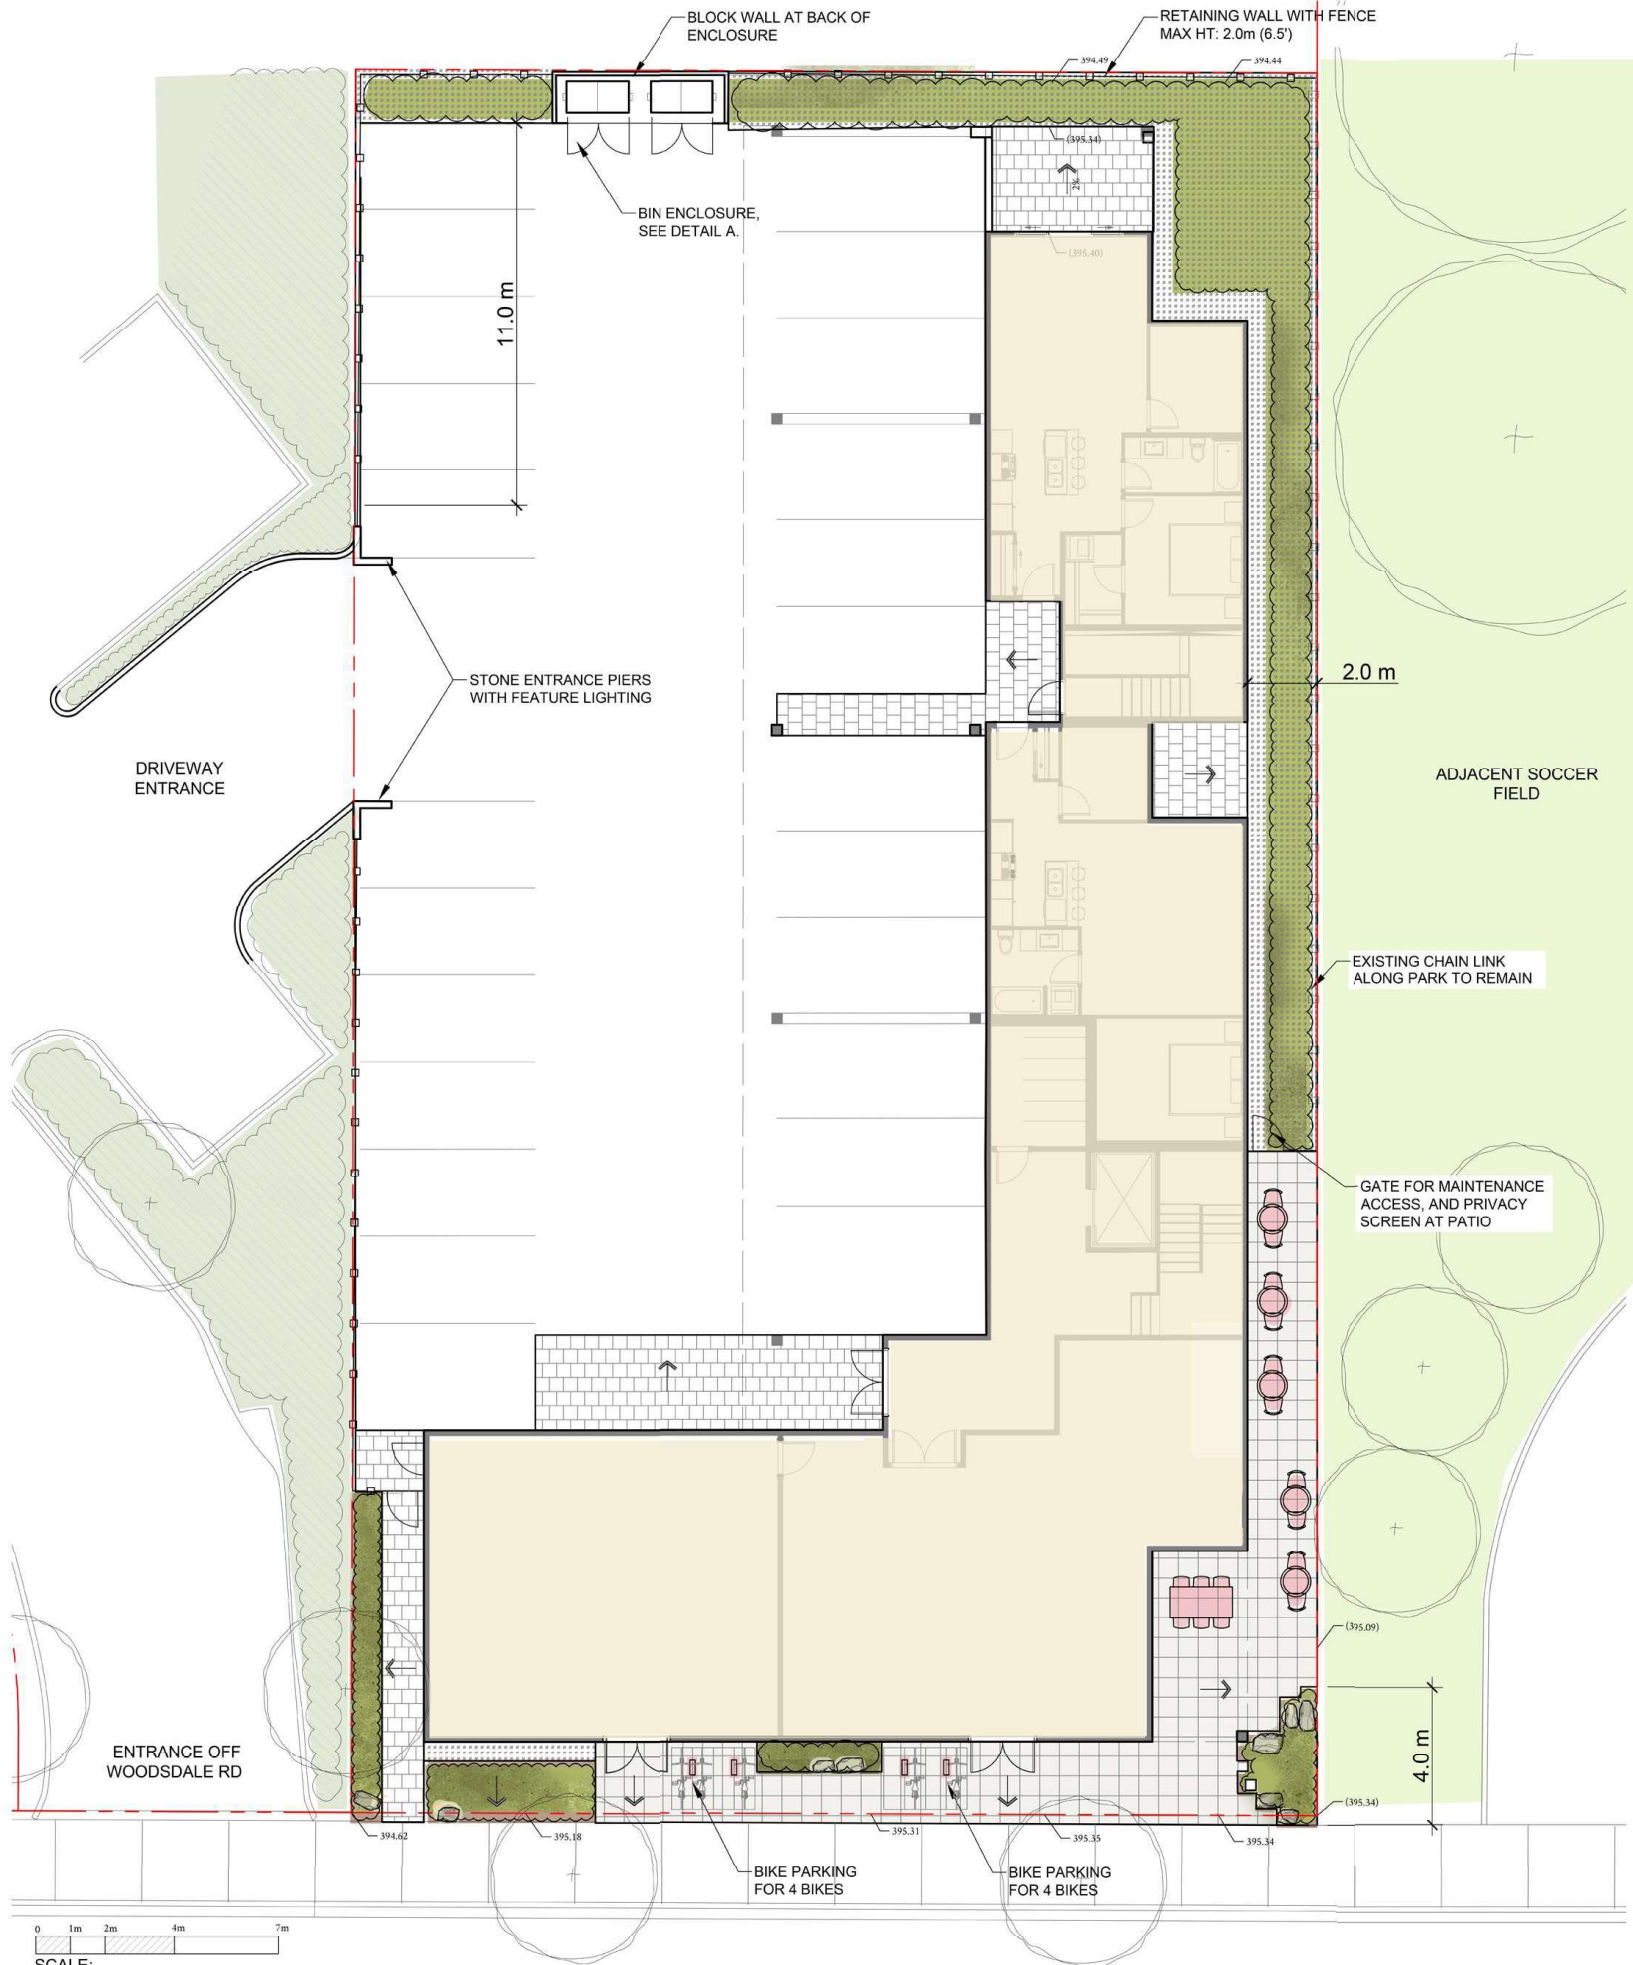 BLOCK WALL AT BACK OF
ENCLOSURE
RETAINING WALL WITH FENCE
MAX HT: 2.0m (6.5')
394.49
394.44
(395.34)
2%
BIN ENCLOSURE,
SEE DETAIL A.
(395.40)
11.0 m
STONE ENTRANCE PIERS
WITH FEATURE LIGHTING
2.0 m
DRIVEWAY
ENTRANCE
ADJACENT SOCCER
FIELD
EXISTING CHAIN LINK
ALONG PARK TO REMAIN
GATE FOR MAINTENANCE
ACCESS, AND PRIVACY
SCREEN AT PATIO
(395.09)
4.0 m
ENTRANCE OFF
WOODSDALE RD
(395.34)
394.62
395.18
395.31
395.35
395.34
BIKE PARKING
FOR 4 BIKES
BIKE PARKING
FOR 4 BIKES
0 1m 2m 4m 7m
SCALE: